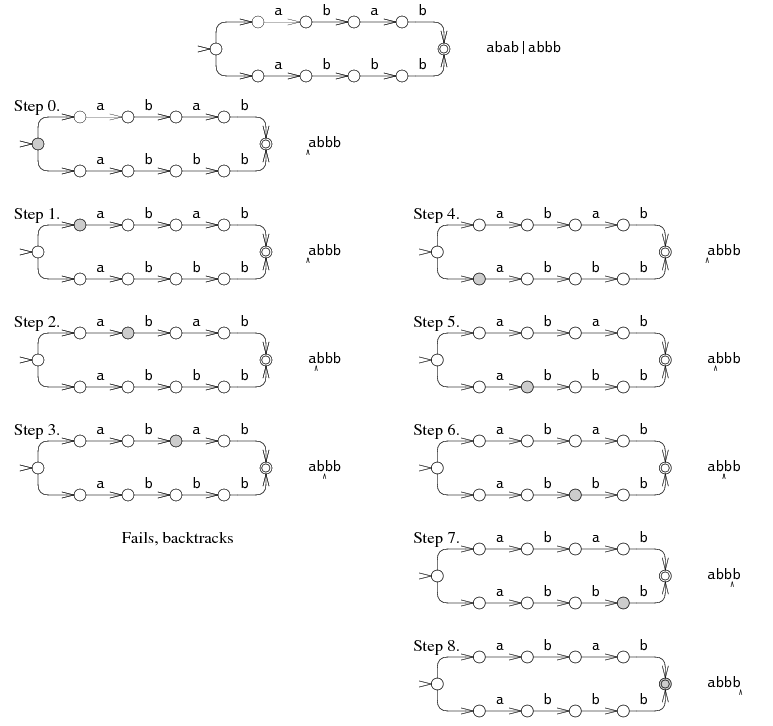 a b a b
a b b b
abab|abbb
Step 0. a b a b
a b b b
abbb
^
Step 1. a b a b
a b b b
abbb
^
Step 2. a b a b
a b b b
abbb
^
Step 3. a b a b
a b b b
abbb
^
Fails, backtracks
Step 4. a b a b
a b b b
abbb
^
Step 5. a b a b
a b b b
abbb
^
Step 6. a b a b
a b b b
abbb
^
Step 7. a b a b
a b b b
abbb
^
Step 8. a b a b
a b b b
abbb
^